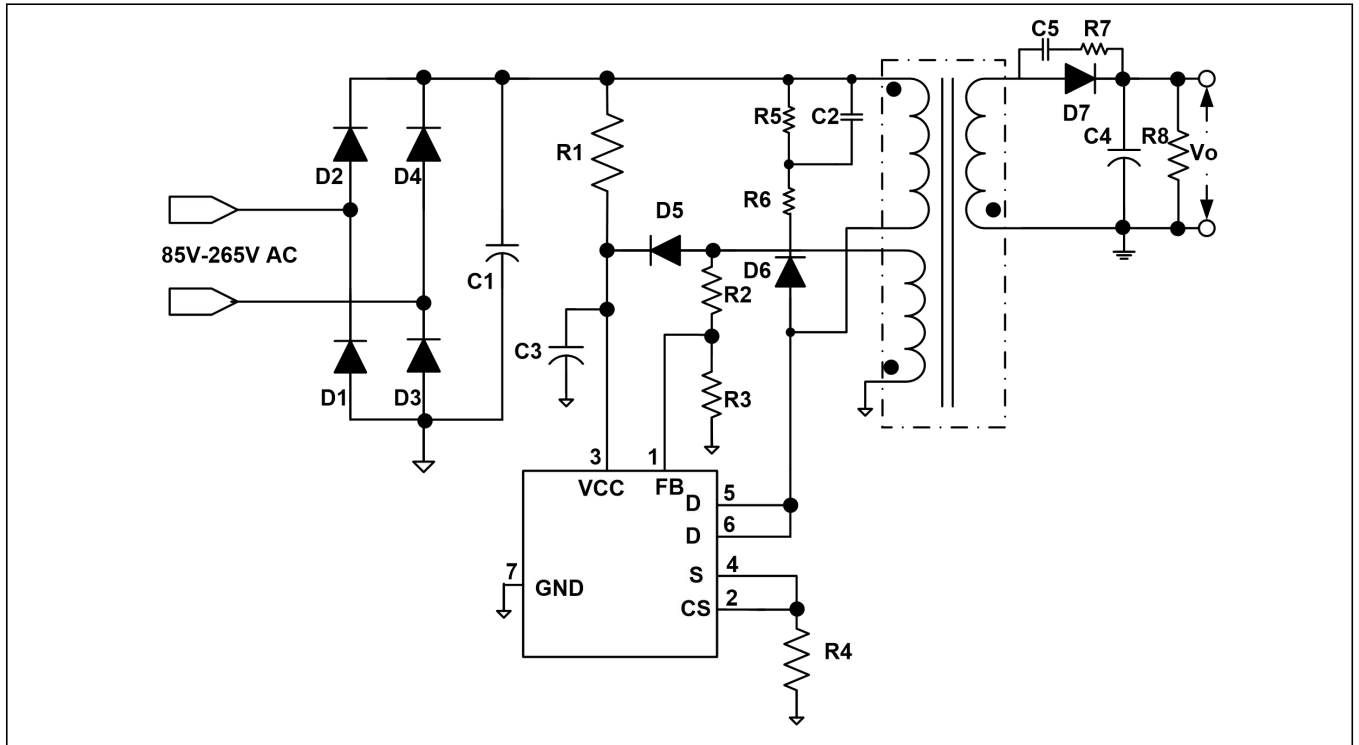 C5 R7
R5 C2
D7
R1
C4 R8
Vo
D2 D4
R6
D5
85V-265V AC
C1
D6
R2
C3
D1 D3
R3
3 1
VCC FB
D 5
D 6
S 4
7 GND
CS 2
R4